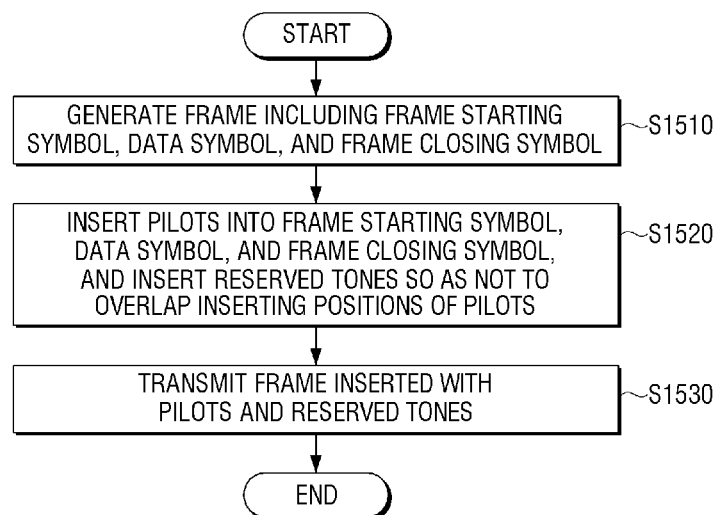 START
GENERATE FRAME INCLUDING FRAME STARTING
SYMBOL, DATA SYMBOL, AND FRAME CLOSING SYMBOL
S1510
INSERT PILOTS INTO FRAME STARTING SYMBOL,
DATA SYMBOL, AND FRAME CLOSING SYMBOL,
AND INSERT RESERVED TONES SO AS NOT TO
OVERLAP INSERTING POSITIONS OF PILOTS
S1520
TRANSMIT FRAME INSERTED WITH
PILOTS AND RESERVED TONES
S1530
END